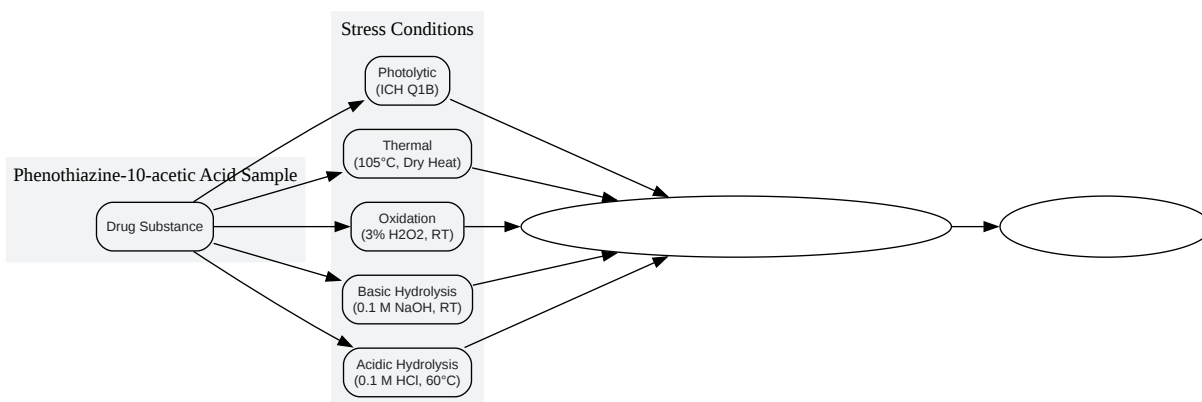 Stress Conditions
Photolytic
(ICH Q1B)
Thermal
(105°C, Dry Heat)
Phenothiazine-10-acetic Acid Sample
Drug Substance
Oxidation
(3% H2O2, RT)
Basic Hydrolysis
(0.1 M NaOH, RT)
Acidic Hydrolysis
(0.1 M HCl, 60°C)